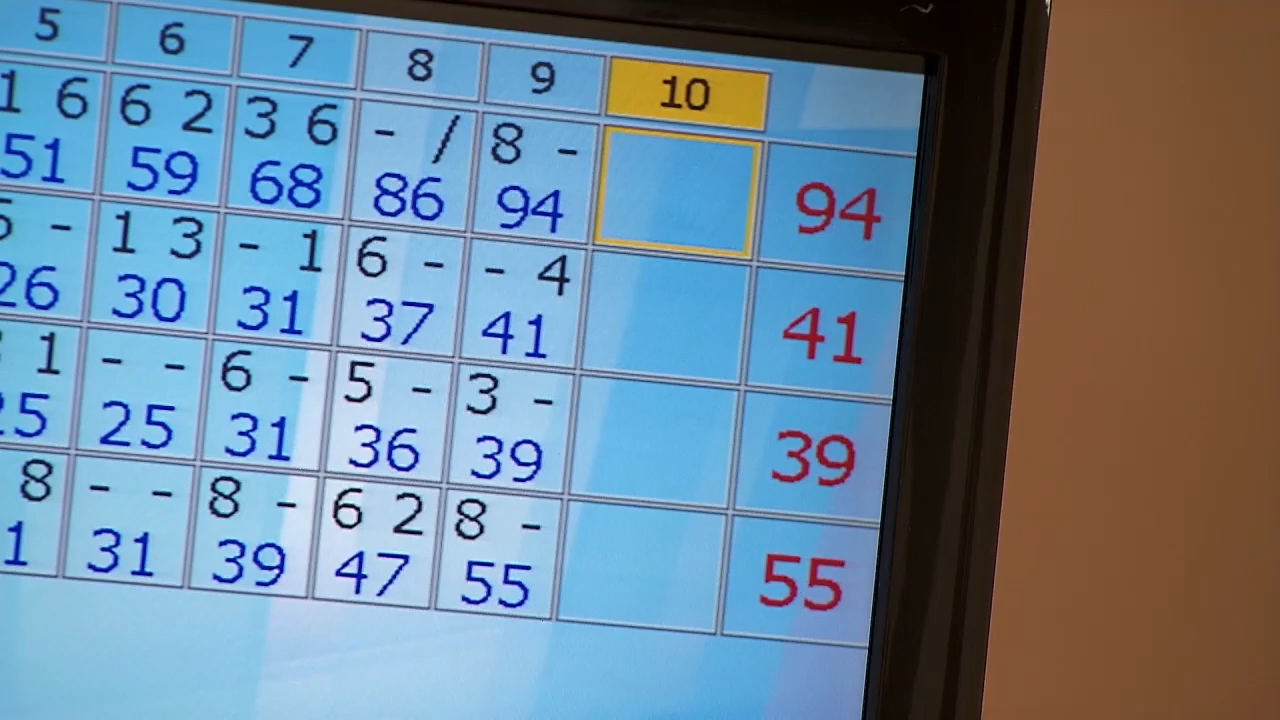 5 6 7 8 9 10
1 6 6 2 3 6 - / 8 -
51 59 68 86 94 94
- 1 3 - 1 6 - - 4
26 30 31 37 41 41
1 - - 6 - 5 - 3 -
25 25 31 36 39 39
8 - - 8 - 6 2 8 -
1 31 39 47 55 55